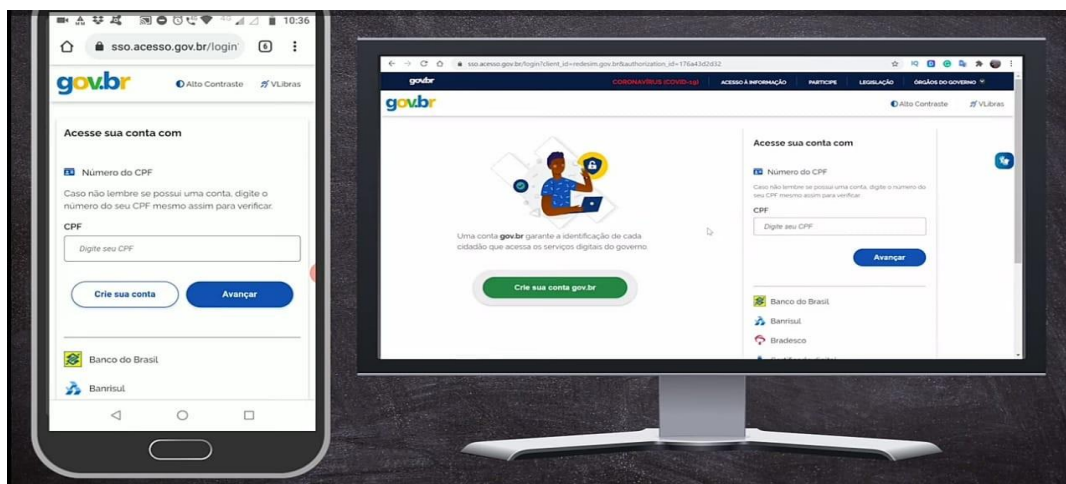 4G 10:36
sso.acesso.gov.br/login
6
gov.br
Alto Contraste
VLibras
Acesse sua conta com
Número do CPF
Caso não lembre se possui uma conta, digite o
número do seu CPF mesmo assim para verificar.
CPF
Digite seu CPF
Crie sua conta
Avançar
Banco do Brasil
Banrisul
sso.acesso.gov.br/login?client_id=redesim.gov.br&authorization_id=176a43d2d32
gov.br
CORONAVÍRUS (COVID-19)
ACESSO À INFORMAÇÃO
PARTICIPE
LEGISLAÇÃO
ÓRGÃOS DO GOVERNO
gov.br
Alto Contraste
VLibras
Uma conta gov.br garante a identificação de cada
cidadão que acessa os serviços digitais do governo.
Crie sua conta gov.br
Acesse sua conta com
Número do CPF
Caso não lembre se possui uma conta, digite o número do
seu CPF mesmo assim para verificar.
CPF
Digite seu CPF
Avançar
Banco do Brasil
Banrisul
Bradesco